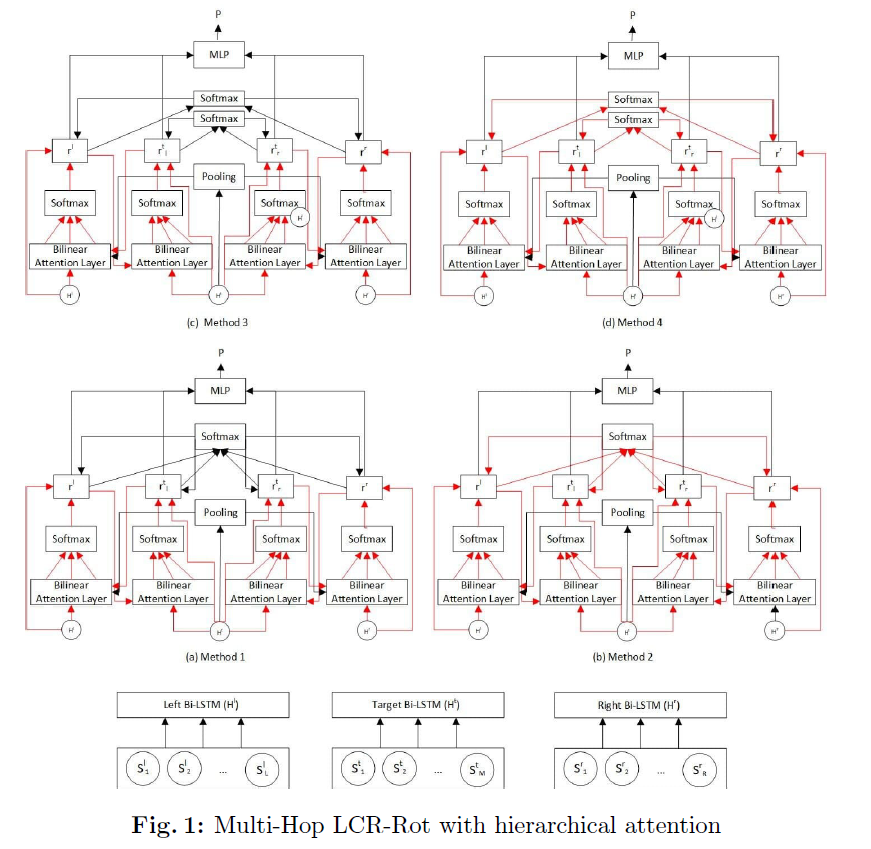 P
P
MLP
MLP
Softmax
Softmax
Softmax
Softmax
r^l
r^t_l
r^t_r
r^r
r^l
r^t_l
r^t_r
r^r
Pooling
Pooling
Softmax
Softmax
Softmax
Softmax
Softmax
Softmax
Softmax
Softmax
Bilinear
Attention Layer
Bilinear
Attention Layer
Bilinear
Attention Layer
Bilinear
Attention Layer
Bilinear
Attention Layer
Bilinear
Attention Layer
Bilinear
Attention Layer
Bilinear
Attention Layer
(c) Method 3
(d) Method 4
P
P
MLP
MLP
Softmax
Softmax
r^l
r^t_l
r^t_r
r^r
r^l
r^t_l
r^t_r
r^r
Pooling
Pooling
Softmax
Softmax
Softmax
Softmax
Softmax
Softmax
Softmax
Softmax
Bilinear
Attention Layer
Bilinear
Attention Layer
Bilinear
Attention Layer
Bilinear
Attention Layer
Bilinear
Attention Layer
Bilinear
Attention Layer
Bilinear
Attention Layer
Bilinear
Attention Layer
(a) Method 1
(b) Method 2
Left Bi-LSTM (H^l)
Target Bi-LSTM (H^t)
Right Bi-LSTM (H^r)
S^l_1 S^l_2 ... S^l_L
S^t_1 S^t_2 ... S^t_M
S^r_1 S^r_2 ... S^r_R
Fig. 1: Multi-Hop LCR-Rot with hierarchical attention